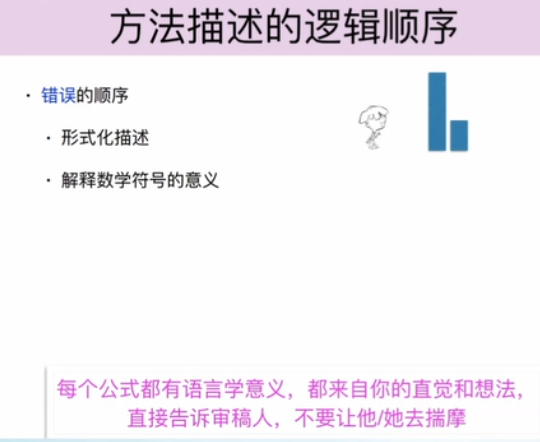 方法描述的逻辑顺序
· 错误的顺序
· 形式化描述
· 解释数学符号的意义
每个公式都有语言学意义，都来自你的直觉和想法，
直接告诉审稿人，不要让他/她去揣摩